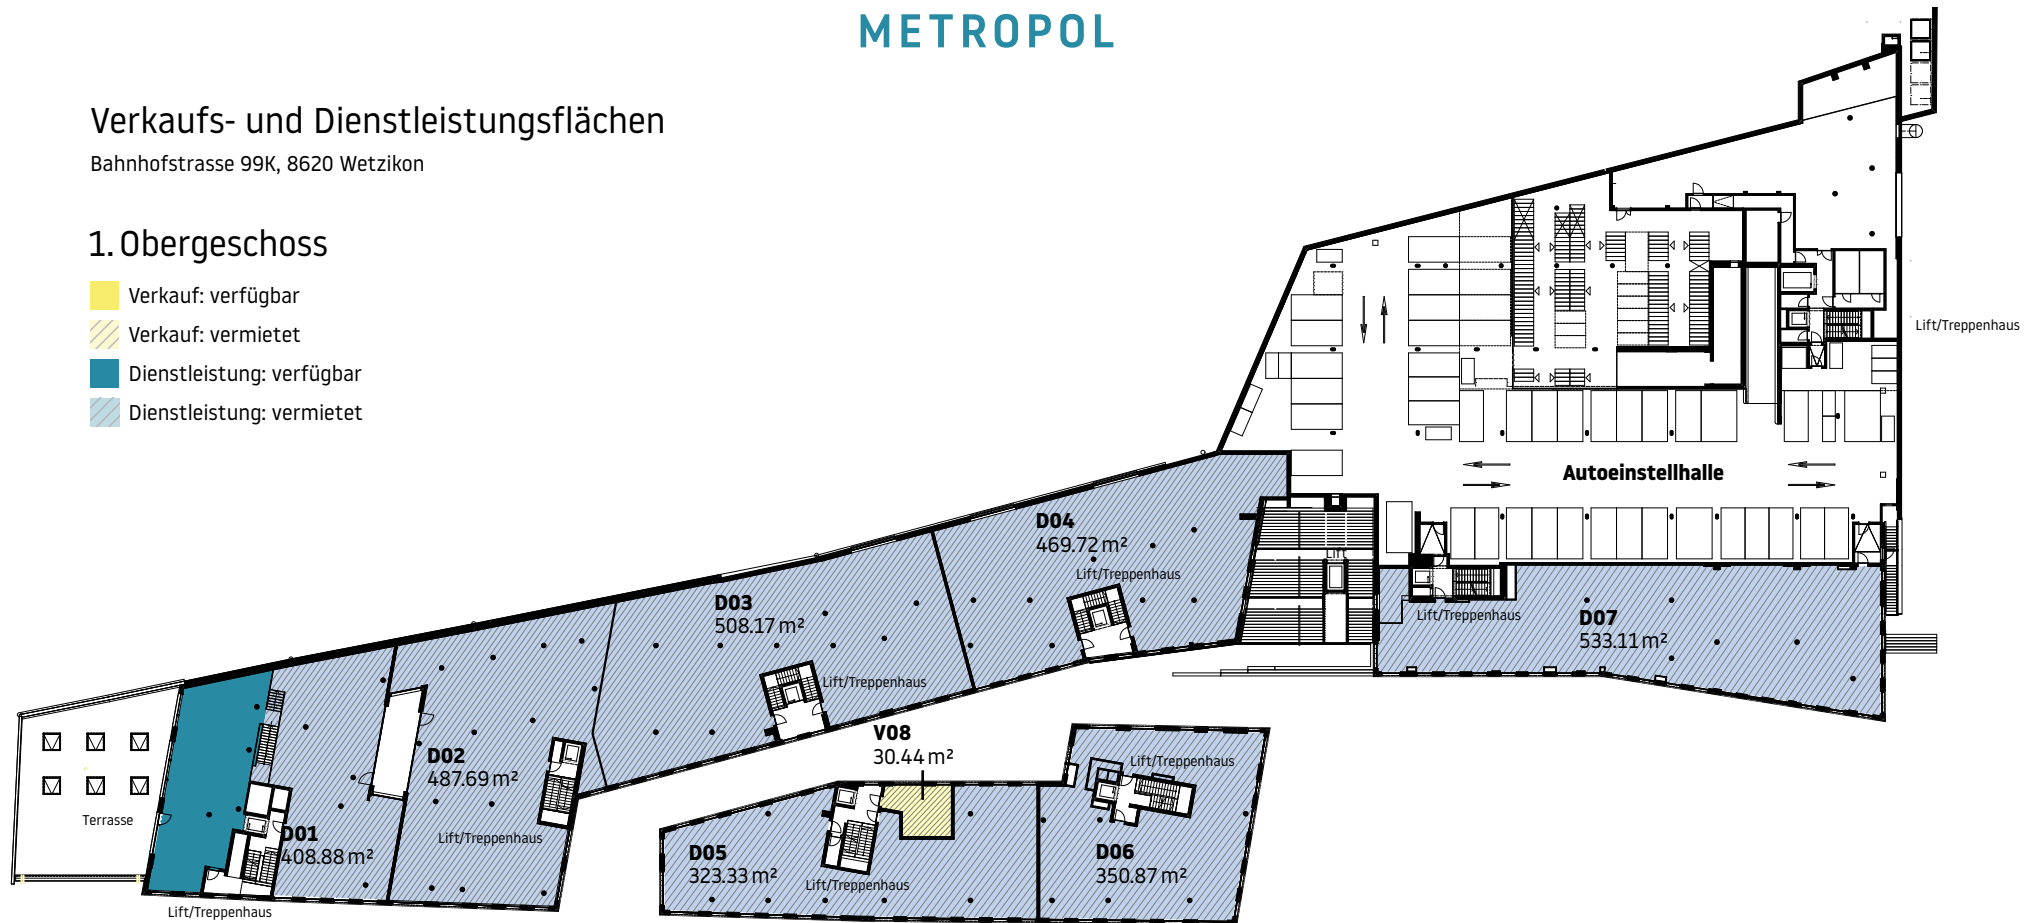 METROPOL
Verkaufs- und Dienstleistungsflächen
Bahnhofstrasse 99K, 8620 Wetzikon
1. Obergeschoss
Verkauf: verfügbar
Verkauf: vermietet
Dienstleistung: verfügbar
Dienstleistung: vermietet
Lift/Treppenhaus
Autoeinstellhalle
D04
469.72 m²
Lift/Treppenhaus
Lift
D03
508.17 m²
Lift/Treppenhaus
D07
533.11 m²
Lift/Treppenhaus
D02
487.69 m²
Lift/Treppenhaus
V08
30.44 m²
Lift/Treppenhaus
Terrasse
D01
408.88 m²
Lift/Treppenhaus
D05
323.33 m²
Lift/Treppenhaus
D06
350.87 m²